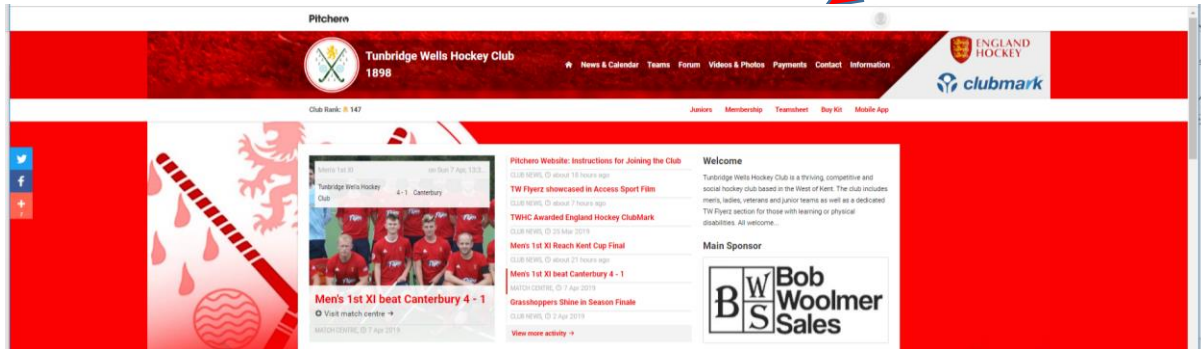 Pitchero
Tunbridge Wells Hockey Club
1898
News & Calendar Teams Forum Videos & Photos Payments Contact Information
ENGLAND
HOCKEY
clubmark
Club Rank: 147
Juniors Membership Teamsheet Buy Kit Mobile App
Men's 1st XI on Sun 7 Apr, 13:3...
Tunbridge Wells Hockey
Club
4 - 1 Canterbury
Men's 1st XI beat Canterbury 4 - 1
Visit match centre →
MATCH CENTRE, 7 Apr 2019
Pitchero Website: Instructions for Joining the Club
CLUB NEWS, about 18 hours ago
TW Flyerz showcased in Access Sport Film
CLUB NEWS, about 7 hours ago
TWHC Awarded England Hockey ClubMark
CLUB NEWS, 25 Mar 2019
Men's 1st XI Reach Kent Cup Final
CLUB NEWS, about 21 hours ago
Men's 1st XI beat Canterbury 4 - 1
MATCH CENTRE, 7 Apr 2019
Grasshoppers Shine in Season Finale
CLUB NEWS, 2 Apr 2019
View more activity →
Welcome
Tunbridge Wells Hockey Club is a thriving, competitive and
social hockey club based in the West of Kent. The club includes
men's, ladies, veterans and junior teams as well as a dedicated
TW Flyerz section for those with learning or physical
disabilities. All welcome...
Main Sponsor
BWS
Bob
Woolmer
Sales